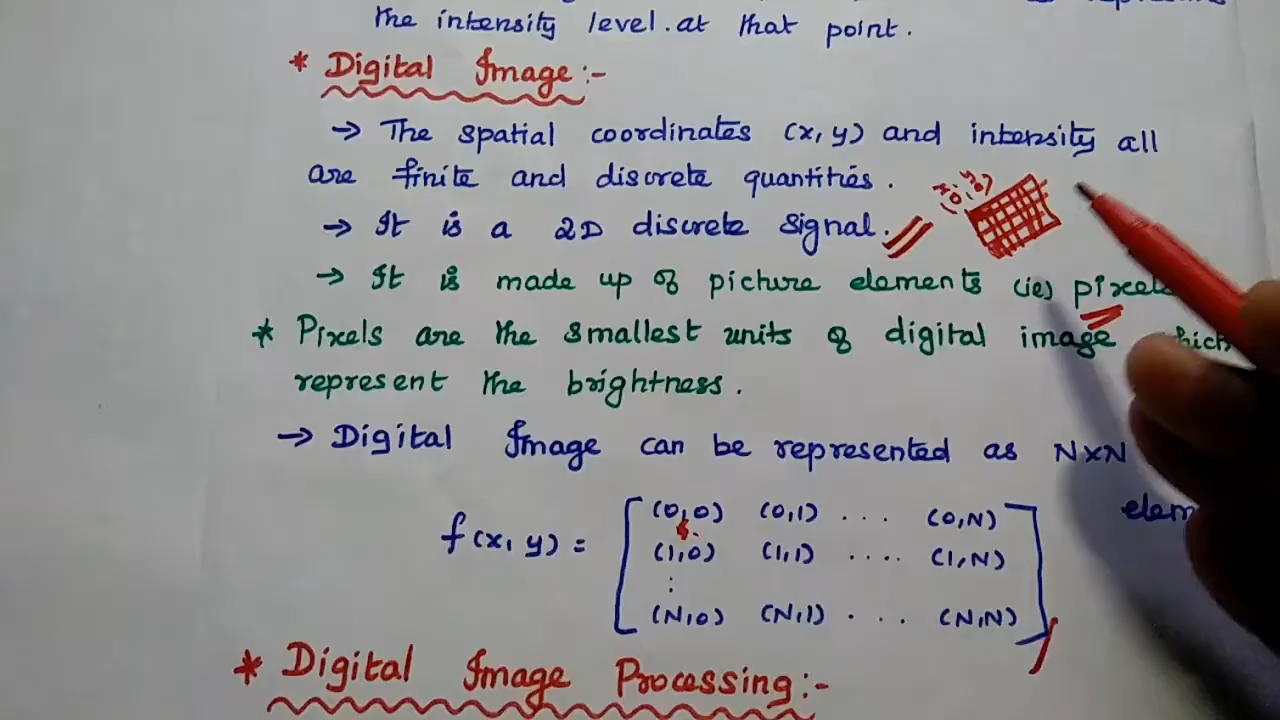 the intensity level.at that point.
* Digital Image:-
→ The spatial coordinates (x, y) and intensity all
are finite and discrete quantities.
x, y
(0,0)
→ It is a 2D discrete signal.
→ It is made up of picture elements (ie)
* Pixels are the smallest units of digital image
represent the brightness.
→ Digital Image can be represented as N×N
f(x, y) =
(0,0) (0,1) ... (0,N)
(1,0) (1,1) .... (1,N)
⋮
(N,0) (N,1) . ... (N,N)
* Digital Image Processing:-